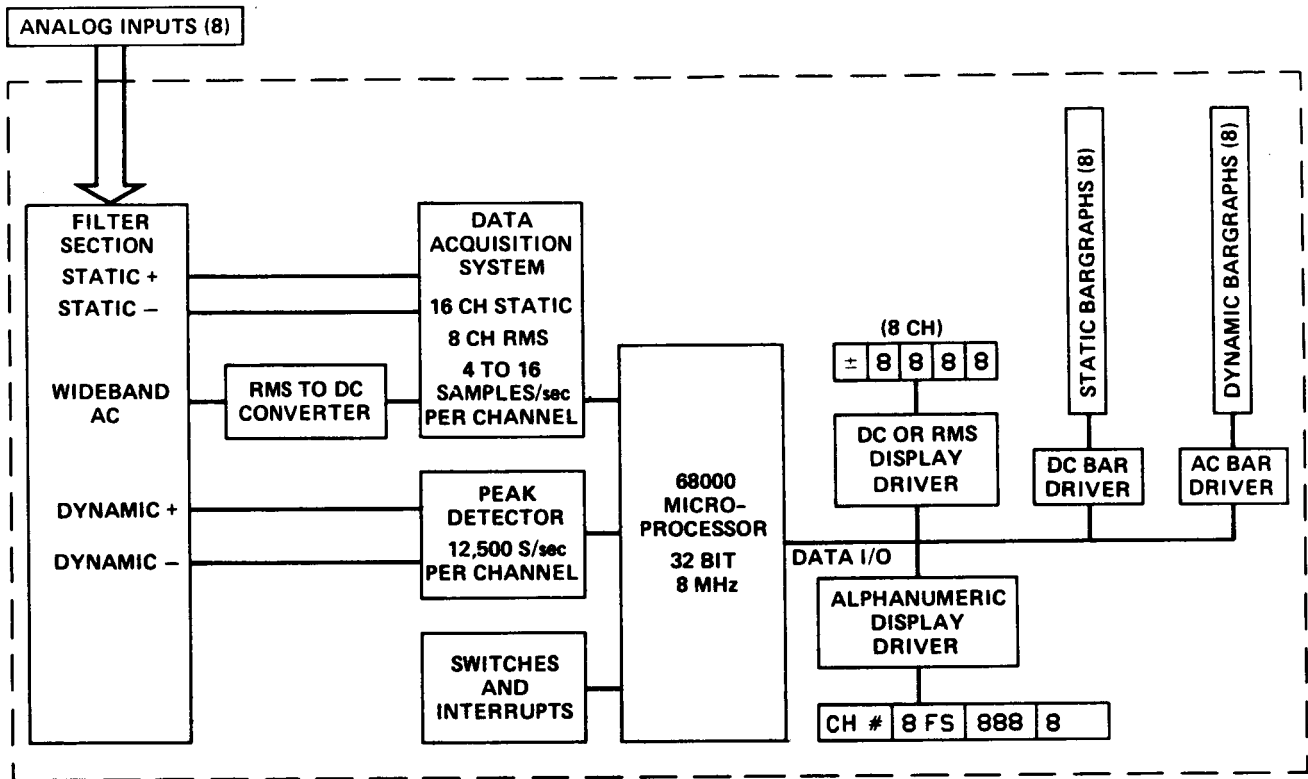 ANALOG INPUTS (8)
FILTER
SECTION
STATIC +
STATIC –
WIDEBAND
AC
DYNAMIC +
DYNAMIC –
RMS TO DC
CONVERTER
DATA
ACQUISITION
SYSTEM
16 CH STATIC
8 CH RMS
4 TO 16
SAMPLES/sec
PER CHANNEL
PEAK
DETECTOR
12,500 S/sec
PER CHANNEL
SWITCHES
AND
INTERRUPTS
68000
MICRO–
PROCESSOR
32 BIT
8 MHz
DATA I/O
(8 CH)
± 8 8 8 8
DC OR RMS
DISPLAY
DRIVER
ALPHANUMERIC
DISPLAY
DRIVER
CH # 8 FS 888 8
STATIC BARGRAPHS (8)
DC BAR
DRIVER
DYNAMIC BARGRAPHS (8)
AC BAR
DRIVER